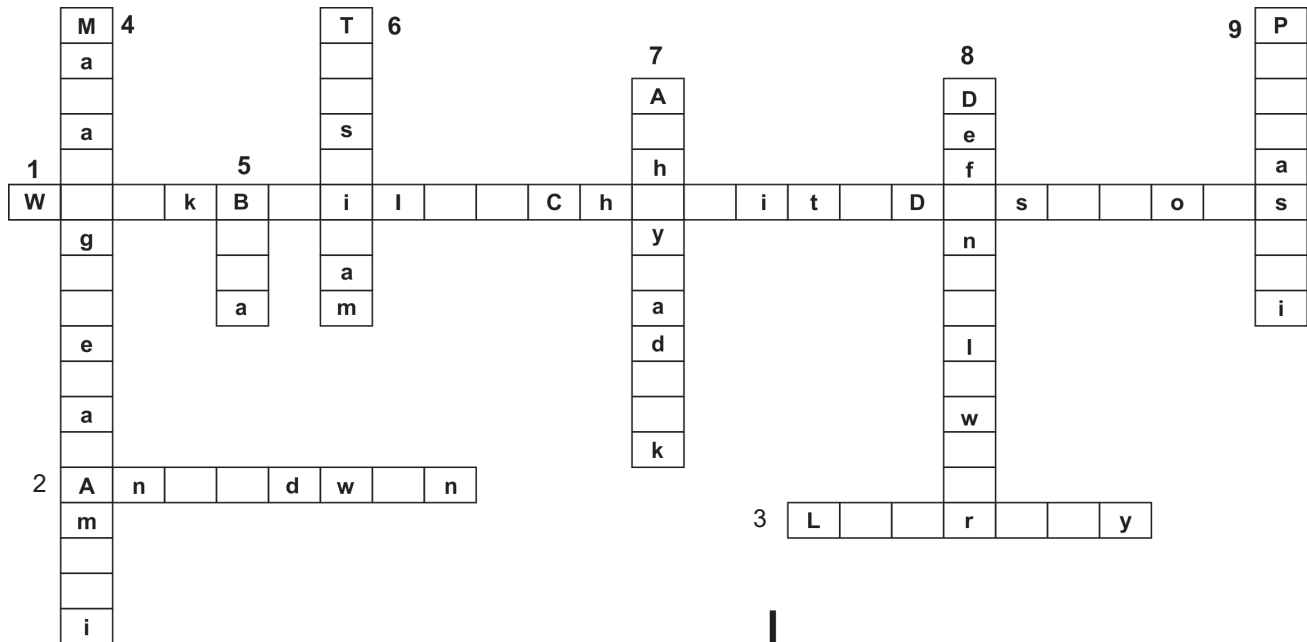 M 4 T 6 9 P
a 7 8
A D
a s e
1 5 h f a
W k B i I C h i t D s o s
g y n
a
a m a i
e d l
a w
k
2 A n d w n
m 3 L r y
i